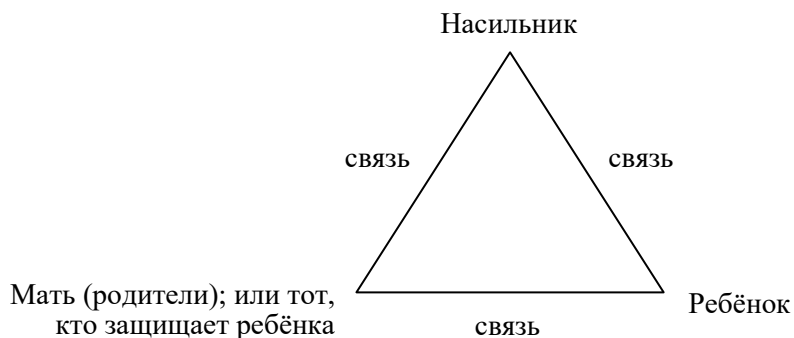 Насильник
связь
связь
Мать (родители); или тот,
кто защищает ребёнка
Ребёнок
связь